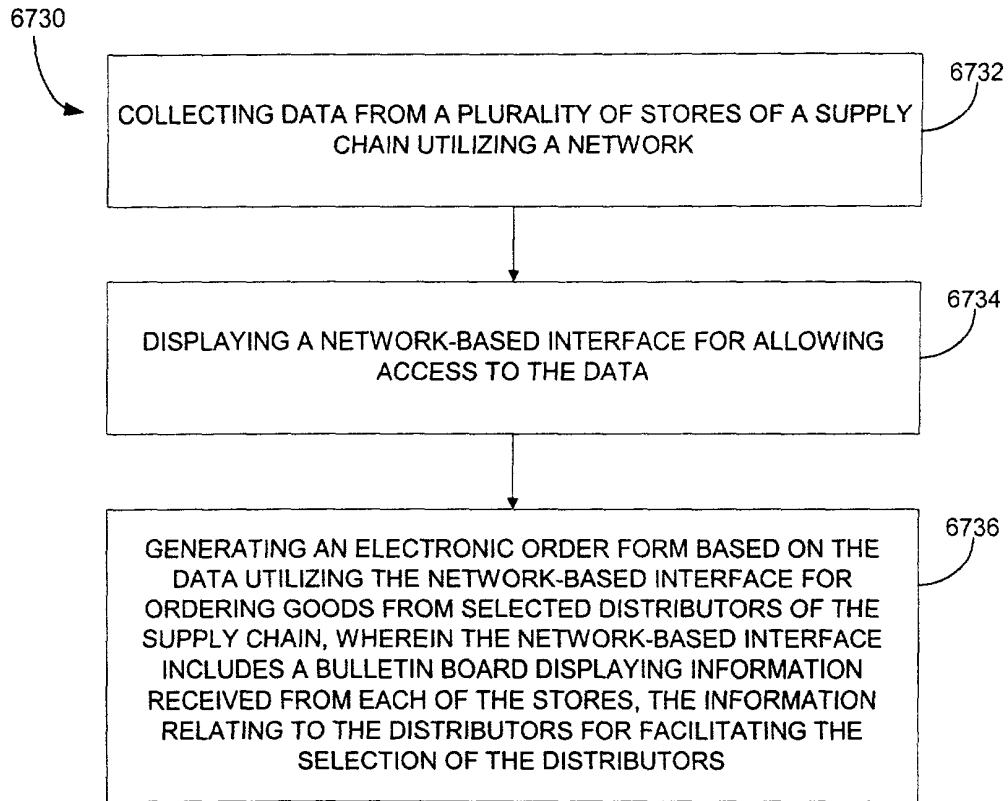 6730
6732
COLLECTING DATA FROM A PLURALITY OF STORES OF A SUPPLY
CHAIN UTILIZING A NETWORK
6734
DISPLAYING A NETWORK-BASED INTERFACE FOR ALLOWING
ACCESS TO THE DATA
6736
GENERATING AN ELECTRONIC ORDER FORM BASED ON THE
DATA UTILIZING THE NETWORK-BASED INTERFACE FOR
ORDERING GOODS FROM SELECTED DISTRIBUTORS OF THE
SUPPLY CHAIN, WHEREIN THE NETWORK-BASED INTERFACE
INCLUDES A BULLETIN BOARD DISPLAYING INFORMATION
RECEIVED FROM EACH OF THE STORES, THE INFORMATION
RELATING TO THE DISTRIBUTORS FOR FACILITATING THE
SELECTION OF THE DISTRIBUTORS